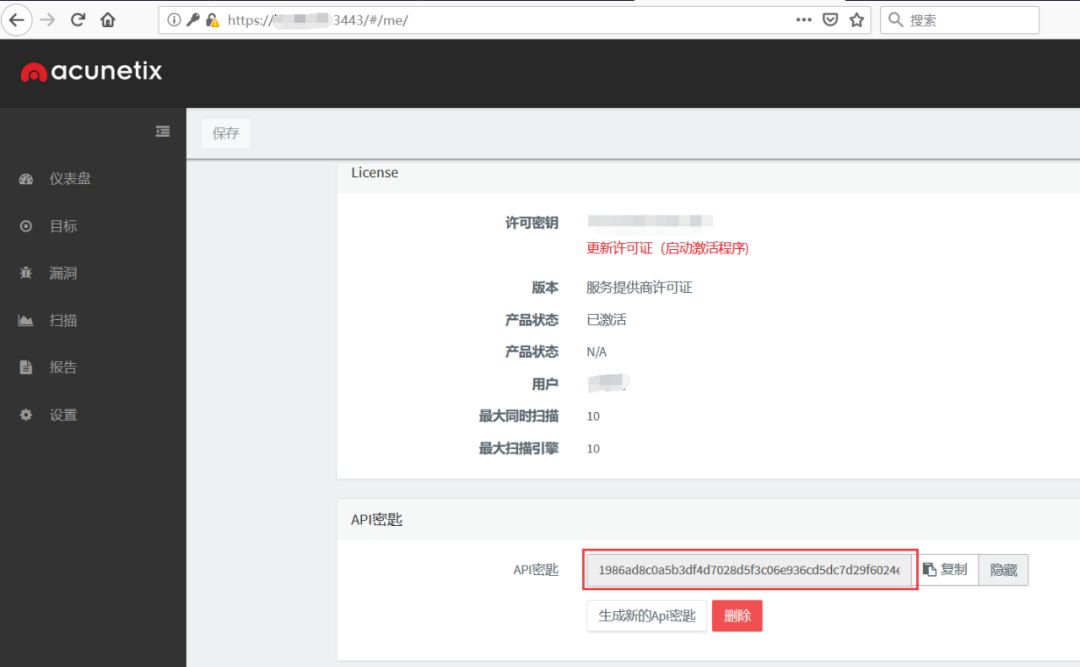 https:// 3443/#/me/
搜索
acunetix
保存
仪表盘
目标
漏洞
扫描
报告
设置
License
许可密钥
更新许可证（启动激活程序）
版本 服务提供商许可证
产品状态 已激活
产品状态 N/A
用户
最大同时扫描 10
最大扫描引擎 10
API密匙
API密匙 1986ad8c0a5b3df4d7028d5f3c06e936cd5dc7d29f6024e 复制 隐藏
生成新的Api密匙 删除